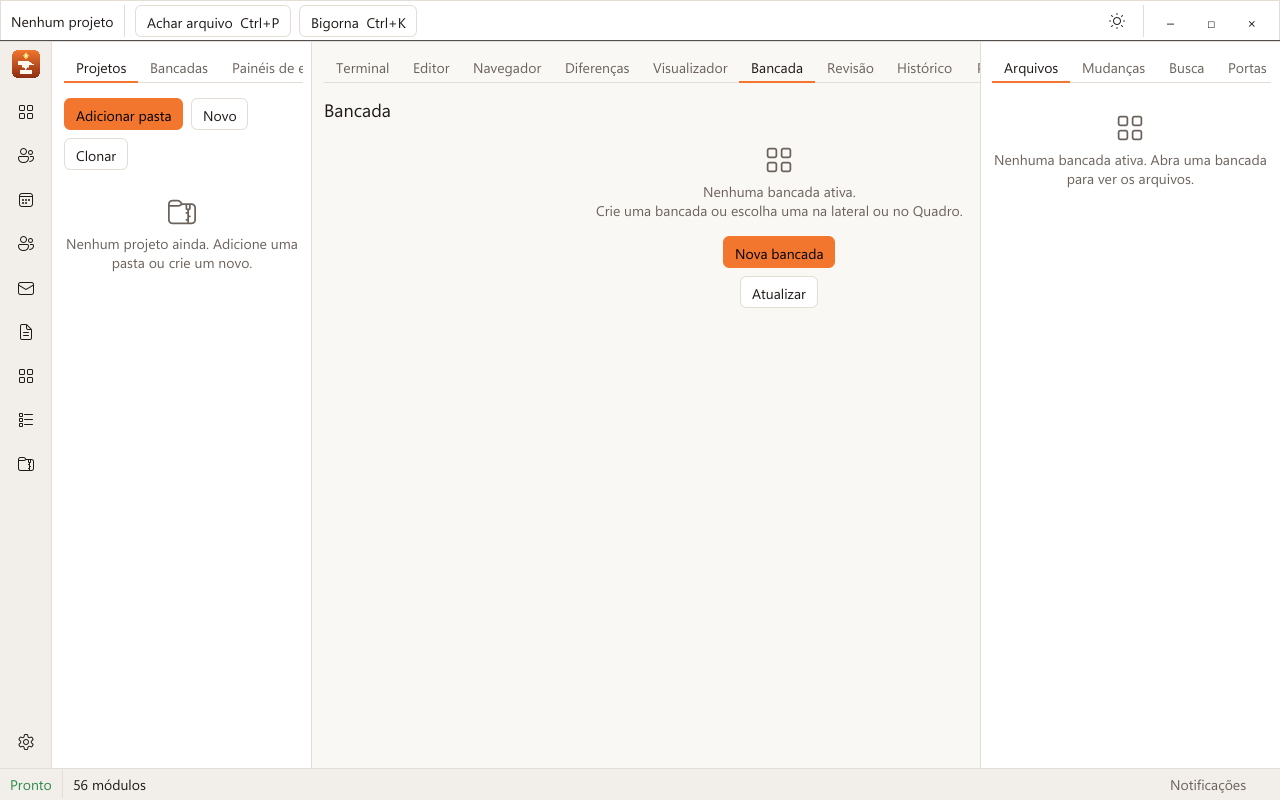 Nenhum projeto
Achar arquivo Ctrl+P
Bigorna Ctrl+K
Projetos
Bancadas
Painéis de e
Terminal
Editor
Navegador
Diferenças
Visualizador
Bancada
Revisão
Histórico
Arquivos
Mudanças
Busca
Portas
Adicionar pasta
Novo
Clonar
Nenhum projeto ainda. Adicione uma
pasta ou crie um novo.
Bancada
Nenhuma bancada ativa.
Crie uma bancada ou escolha uma na lateral ou no Quadro.
Nova bancada
Atualizar
Nenhuma bancada ativa. Abra uma bancada
para ver os arquivos.
Pronto
56 módulos
Notificações